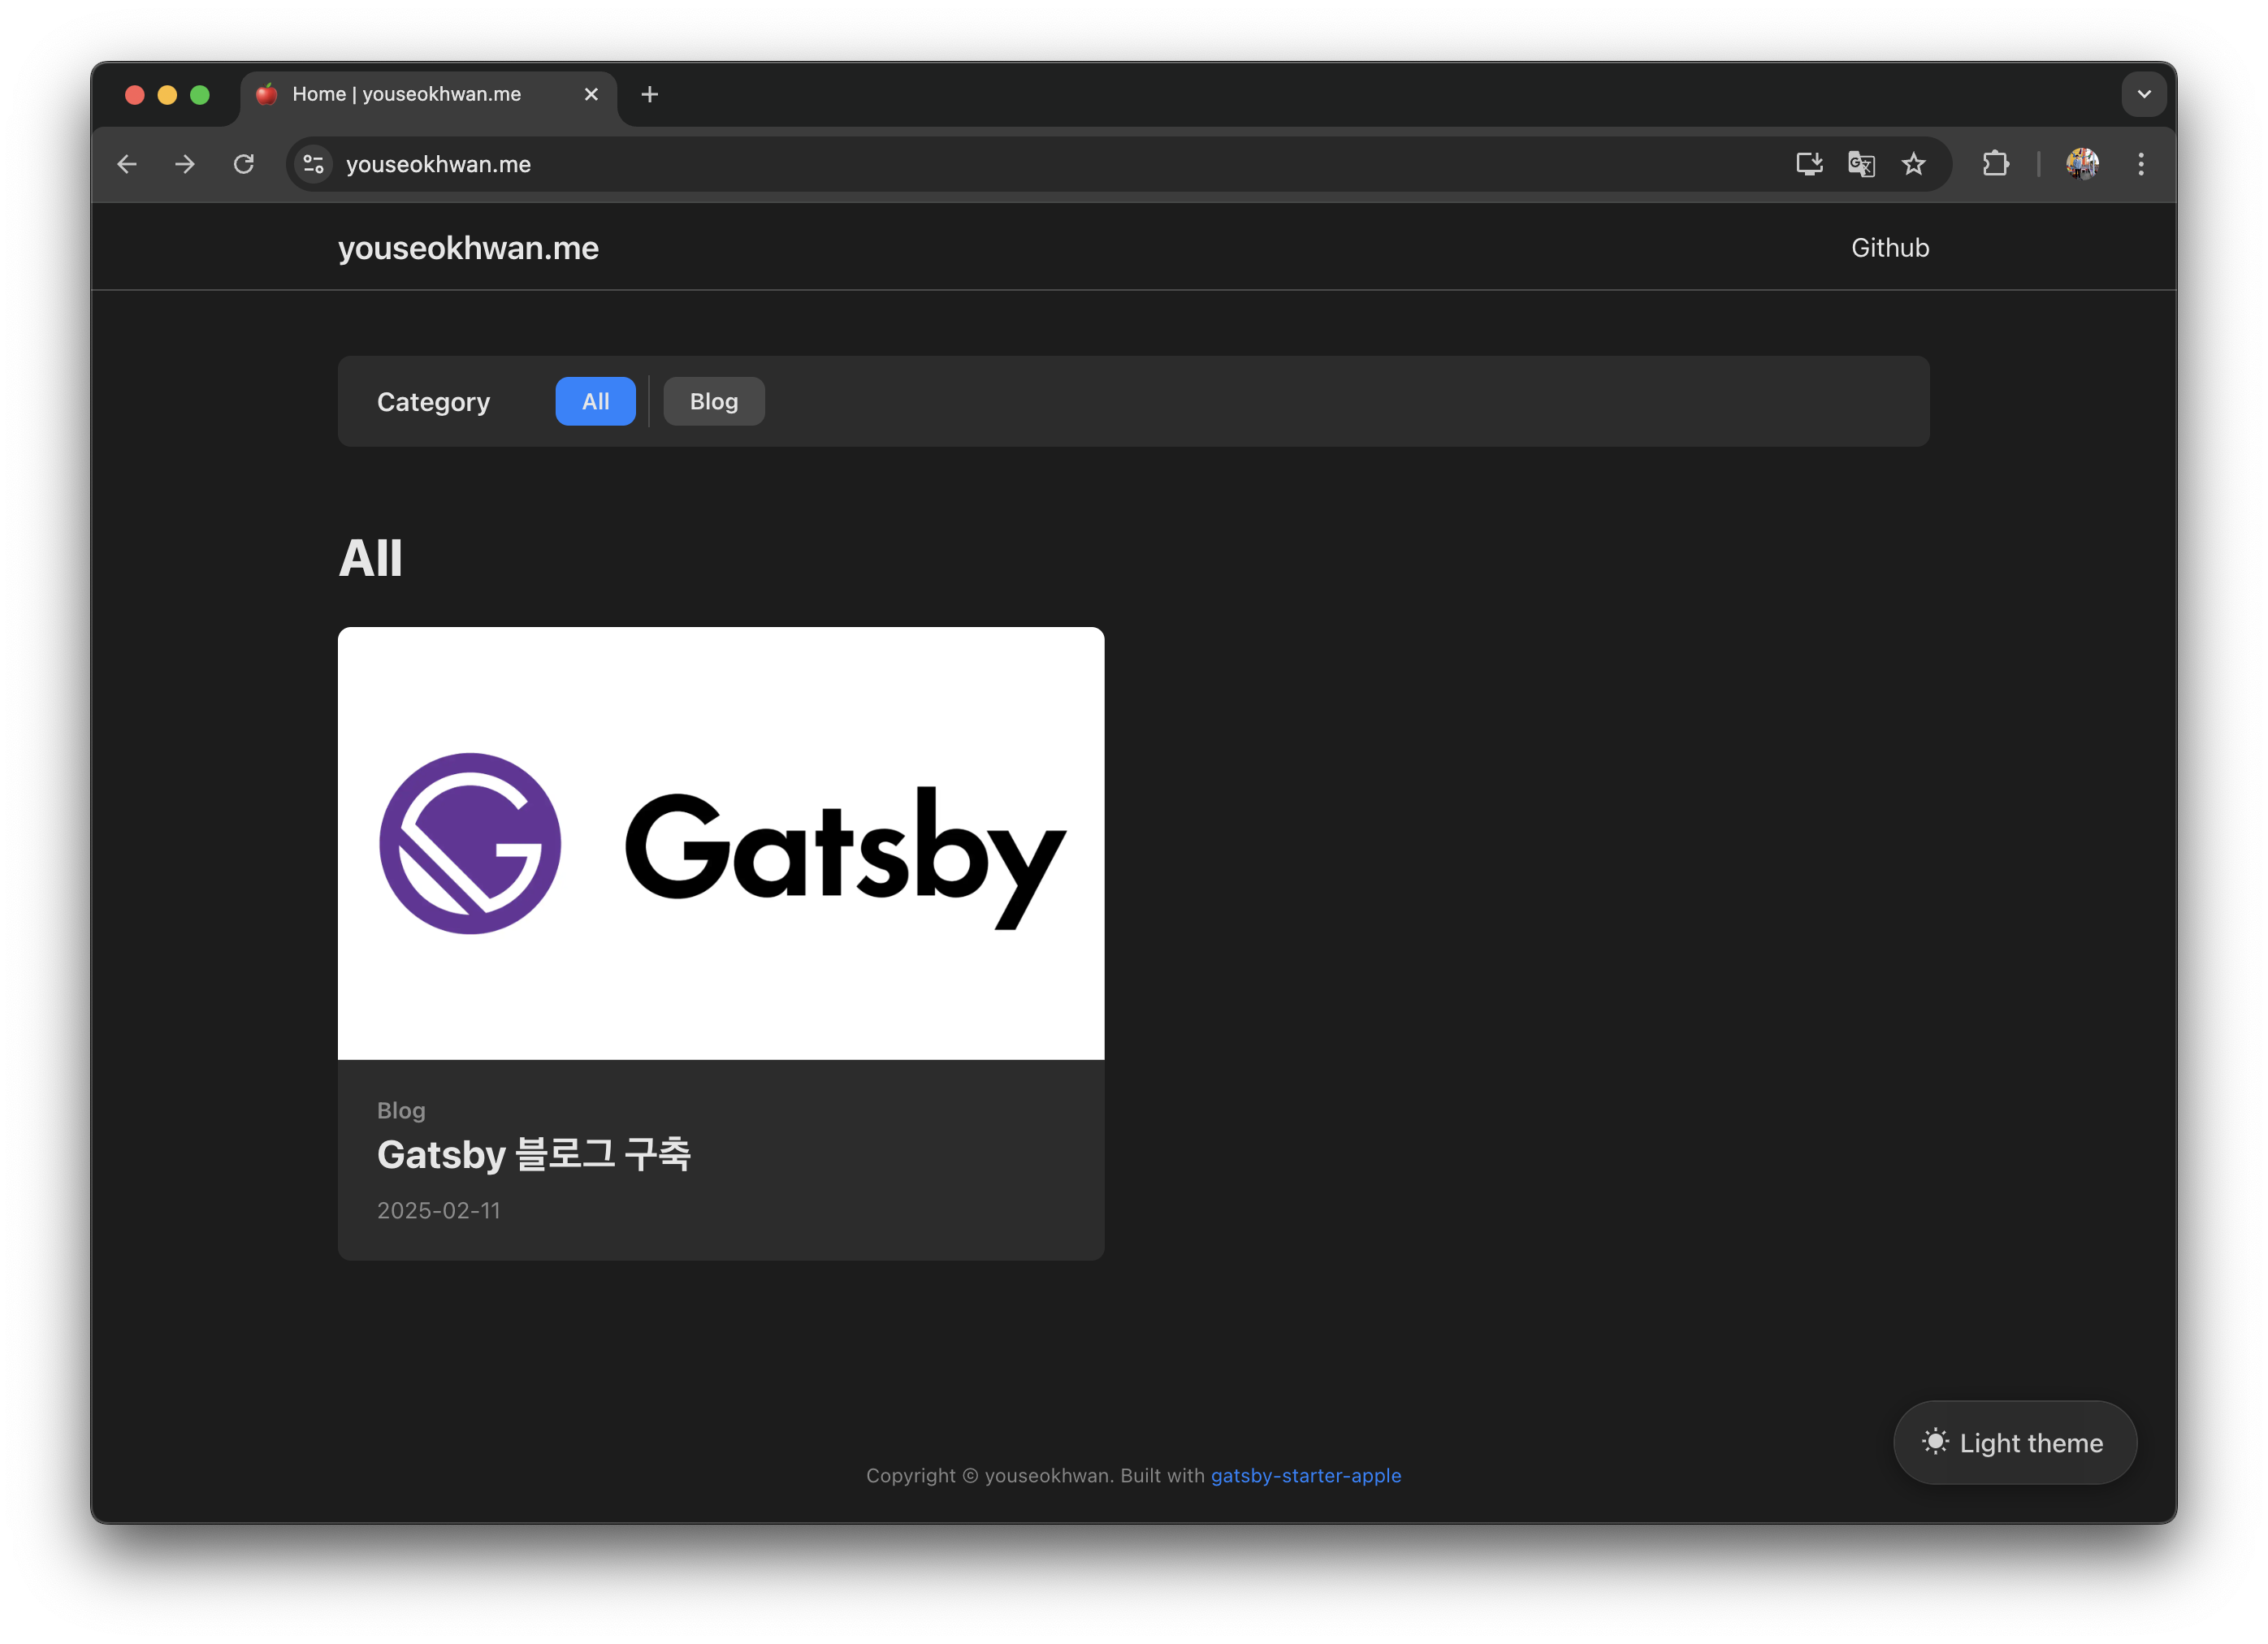 Home | youseokhwan.me
youseokhwan.me
youseokhwan.me
Github
Category
All
Blog
All
Gatsby
Blog
Gatsby 블로그 구축
2025-02-11
Light theme
Copyright © youseokhwan. Built with gatsby-starter-apple